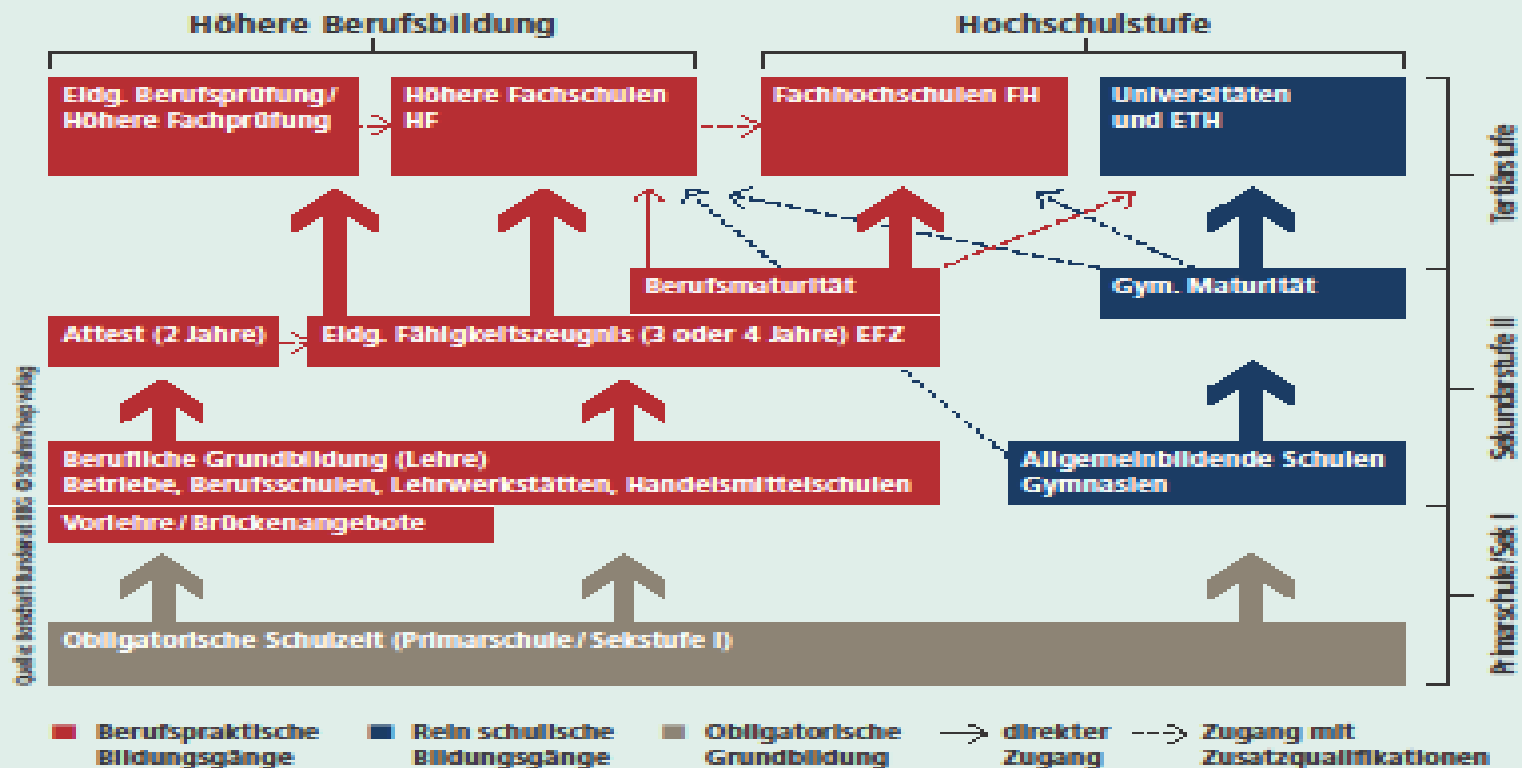 Höhere Berufsbildung
Hochschulstufe
Eidg. Berufsprüfung/
Höhere Fachprüfung
Höhere Fachschulen
HF
Fachhochschulen FH
Universitäten
und ETH
Tertiärstufe
Berufsmaturität
Gym. Maturität
Attest (2 Jahre)
Eidg. Fähigkeitszeugnis (3 oder 4 Jahre) EFZ
Sekundarstufe II
Berufliche Grundbildung (Lehre)
Betriebe, Berufsschulen, Lehrwerkstätten, Handelsmittelschulen
Allgemeinbildende Schulen
Gymnasien
Vorlehre/Brückenangebote
Primarschule/Sek I
Obligatorische Schulzeit (Primarschule/Sekstufe I)
Berufspraktische
Bildungsgänge
Rein schulische
Bildungsgänge
Obligatorische
Grundbildung
direkter
Zugang
Zugang mit
Zusatzqualifikationen